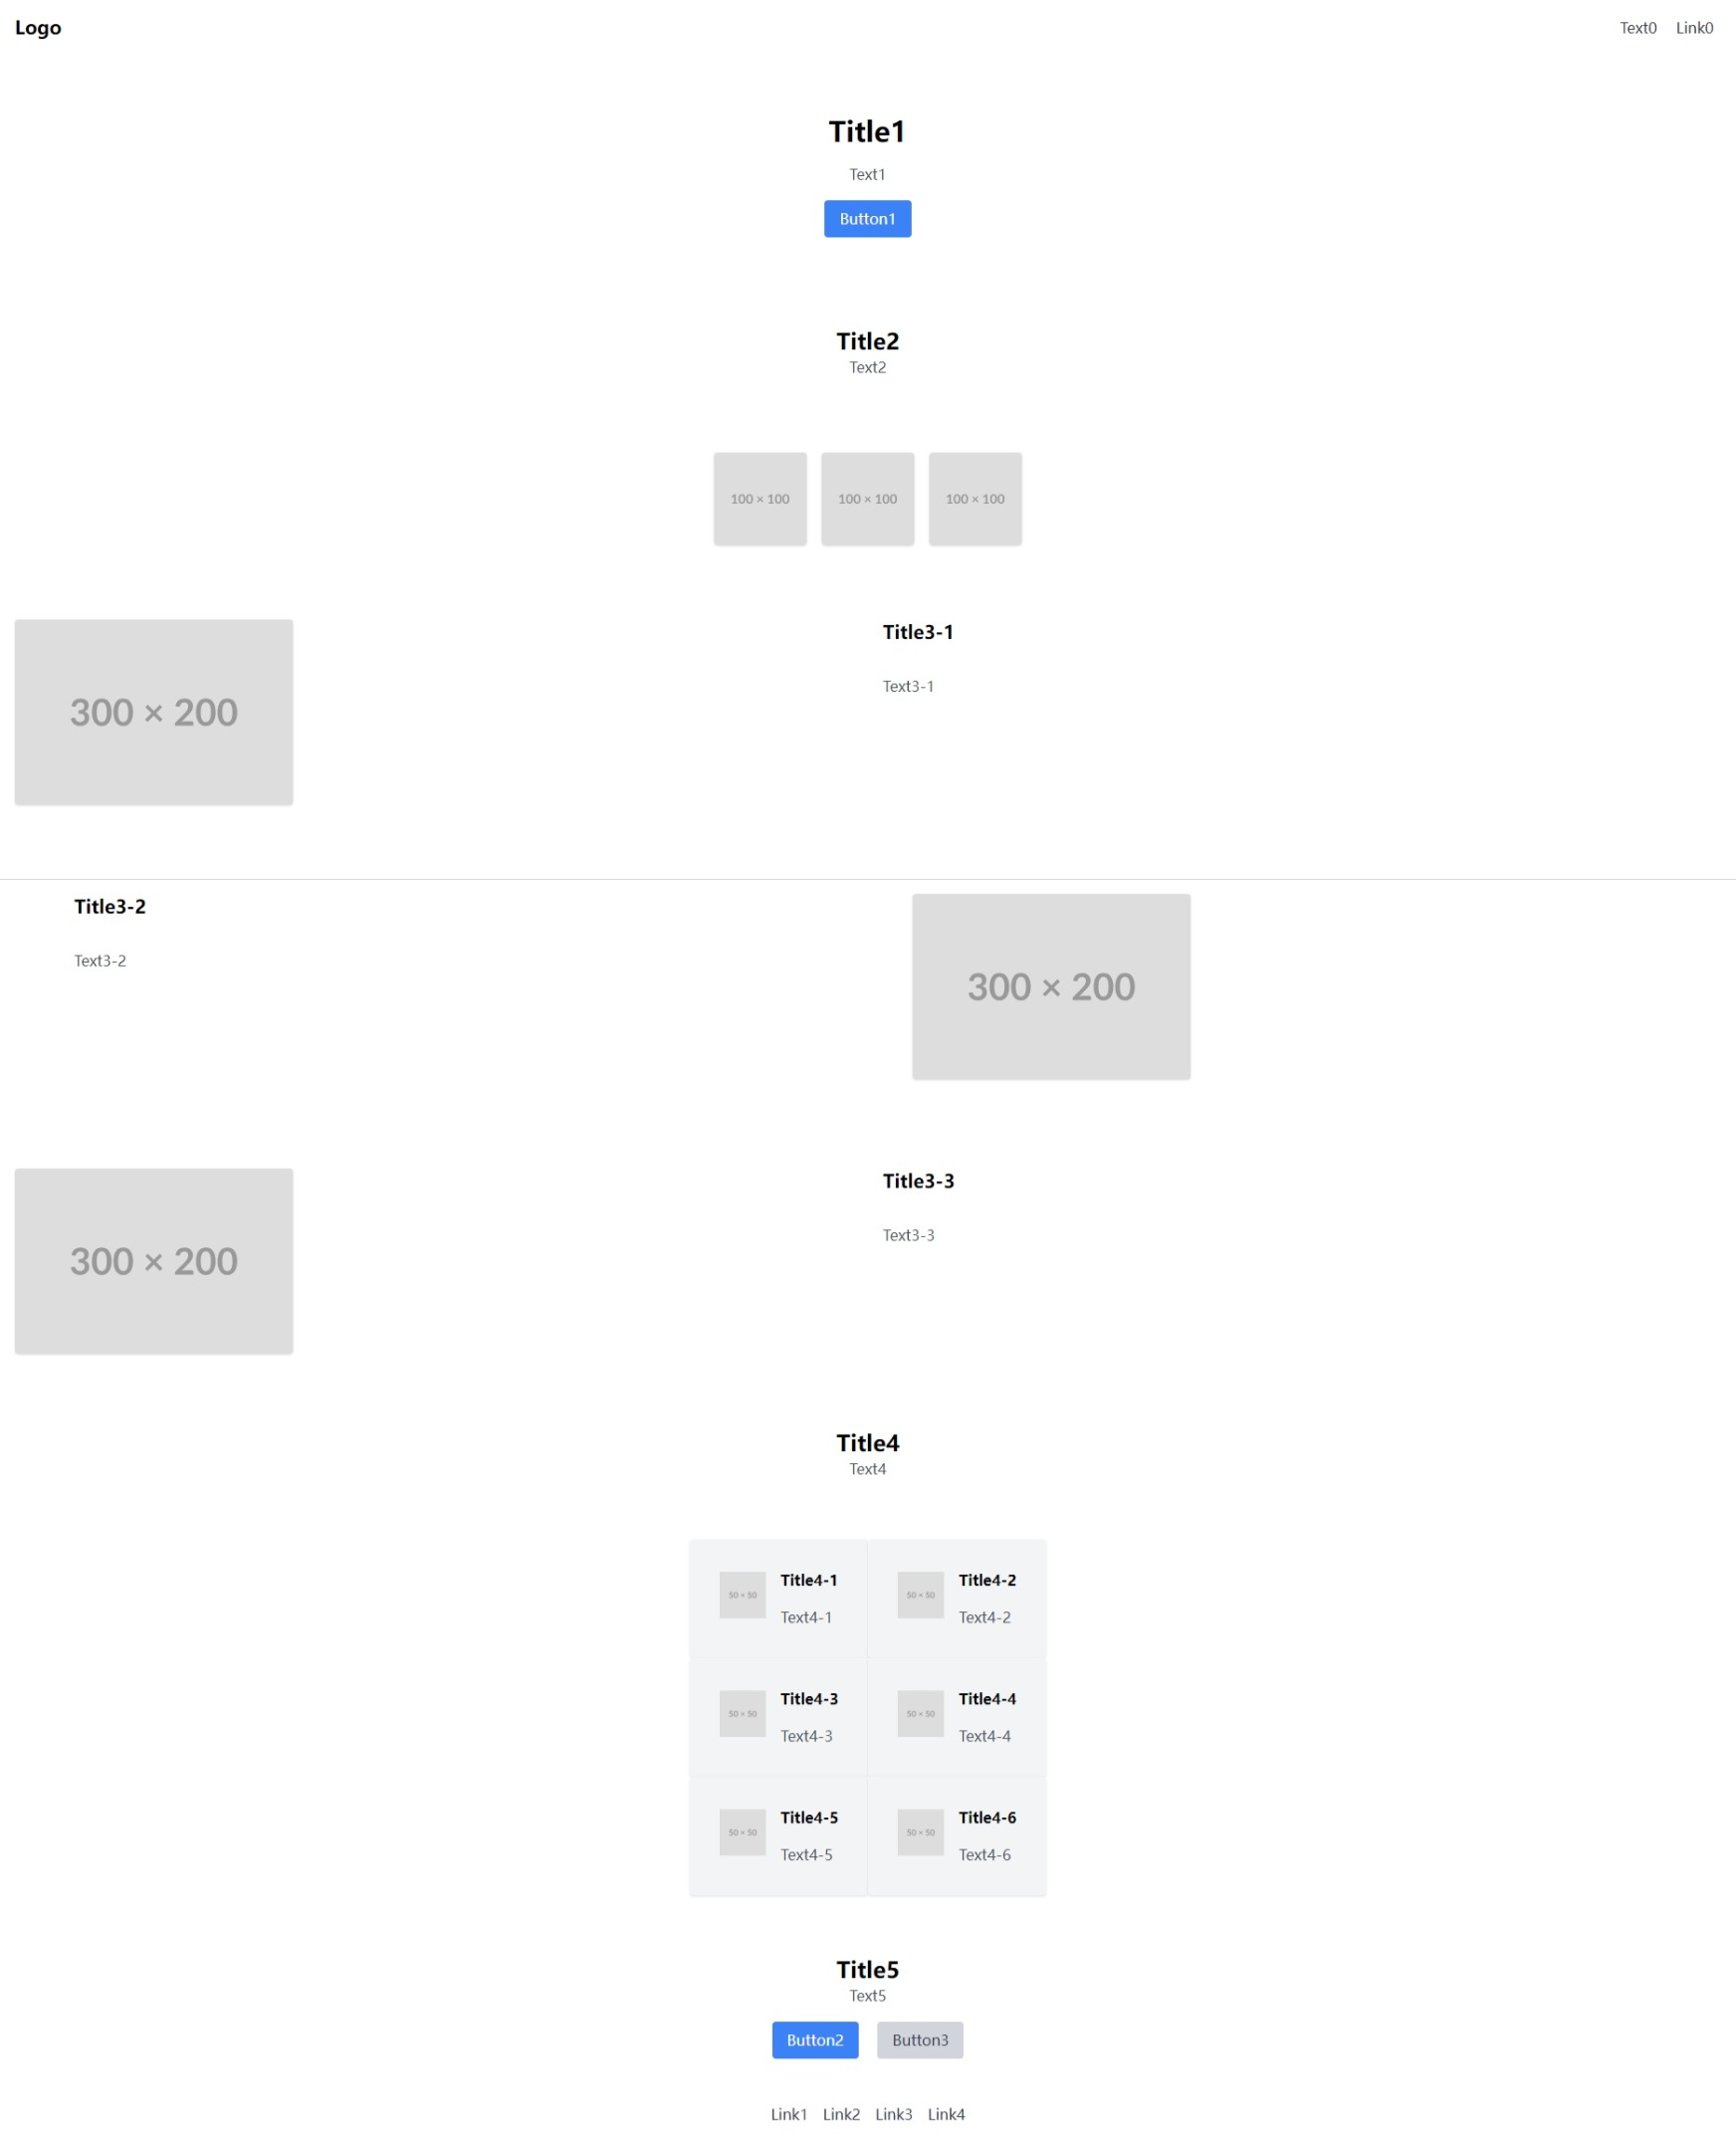 Logo
Text0 Link0
Title1
Text1
Button1
Title2
Text2
100 × 100 100 × 100 100 × 100
300 × 200
Title3-1
Text3-1
Title3-2
Text3-2
300 × 200
300 × 200
Title3-3
Text3-3
Title4
Text4
50 × 50
Title4-1
Text4-1
50 × 50
Title4-2
Text4-2
50 × 50
Title4-3
Text4-3
50 × 50
Title4-4
Text4-4
50 × 50
Title4-5
Text4-5
50 × 50
Title4-6
Text4-6
Title5
Text5
Button2 Button3
Link1 Link2 Link3 Link4